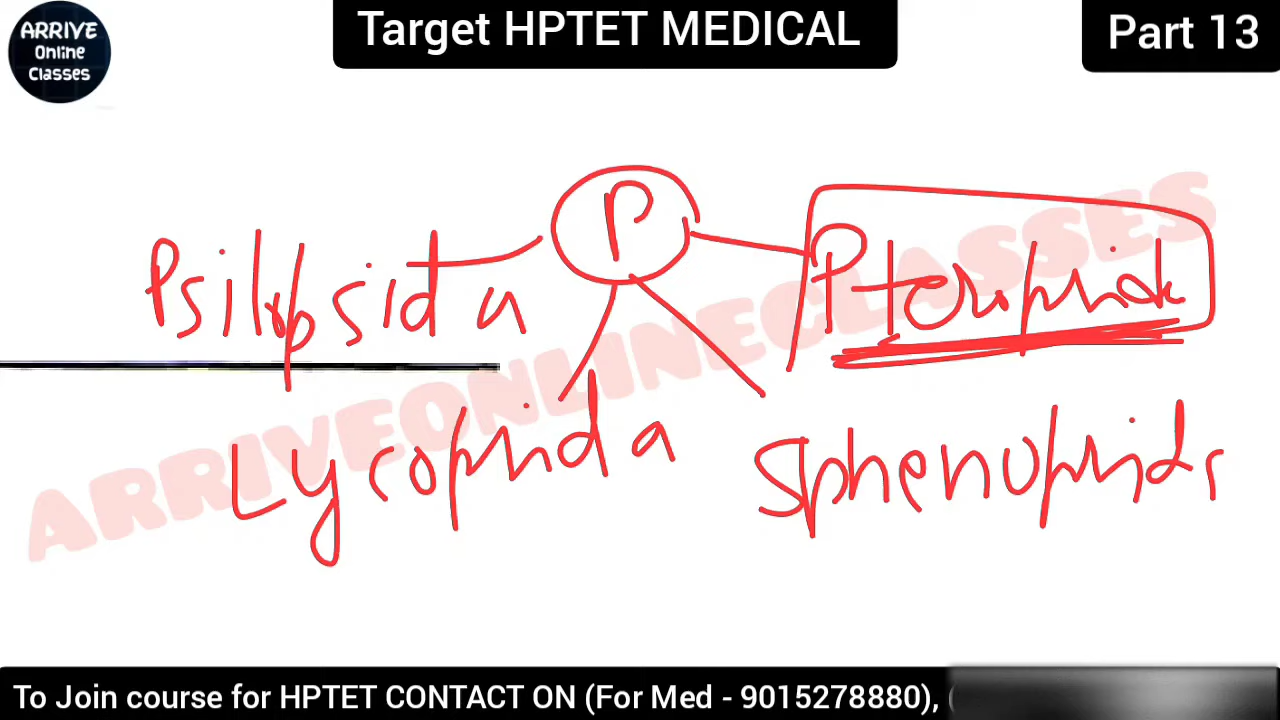 ARRIVE
Online
Classes
Target HPTET MEDICAL
Part 13
P
Psilopsida
Pteropsida
Lycopsida
Sphenopsida
ARRIVEONLINECLASSES
To Join course for HPTET CONTACT ON (For Med - 9015278880), (